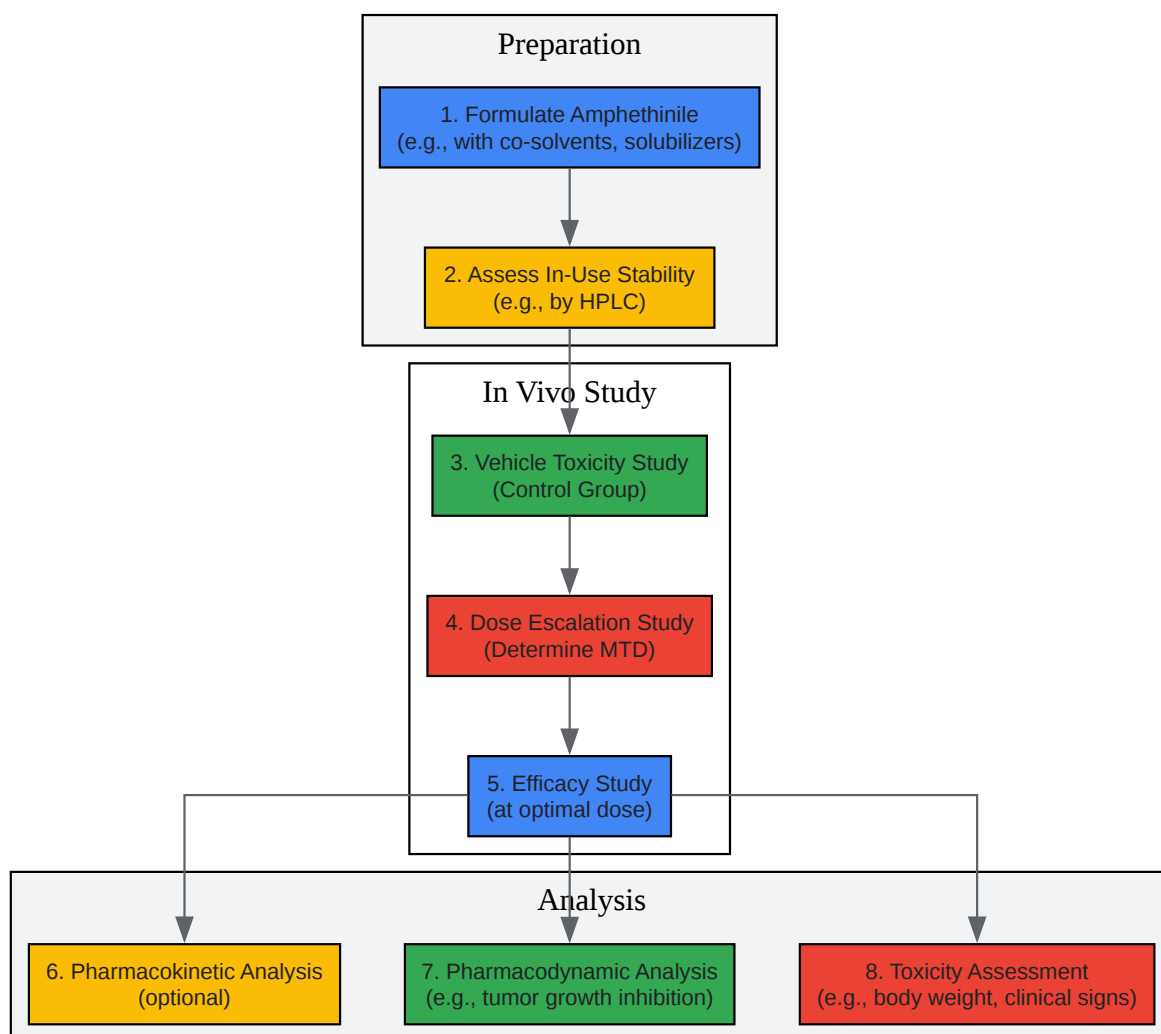 Preparation
1. Formulate Amphethinile
(e.g., with co-solvents, solubilizers)
2. Assess In-Use Stability
(e.g., by HPLC)
In Vivo Study
3. Vehicle Toxicity Study
(Control Group)
4. Dose Escalation Study
(Determine MTD)
5. Efficacy Study
(at optimal dose)
Analysis
6. Pharmacokinetic Analysis
(optional)
7. Pharmacodynamic Analysis
(e.g., tumor growth inhibition)
8. Toxicity Assessment
(e.g., body weight, clinical signs)